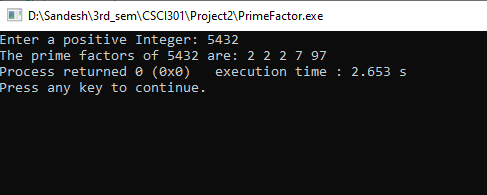 D:\Sandesh\3rd_sem\CSCI301\Project2\PrimeFactor.exe
Enter a positive Integer: 5432
The prime factors of 5432 are: 2 2 2 7 97
Process returned 0 (0x0)   execution time : 2.653 s
Press any key to continue.